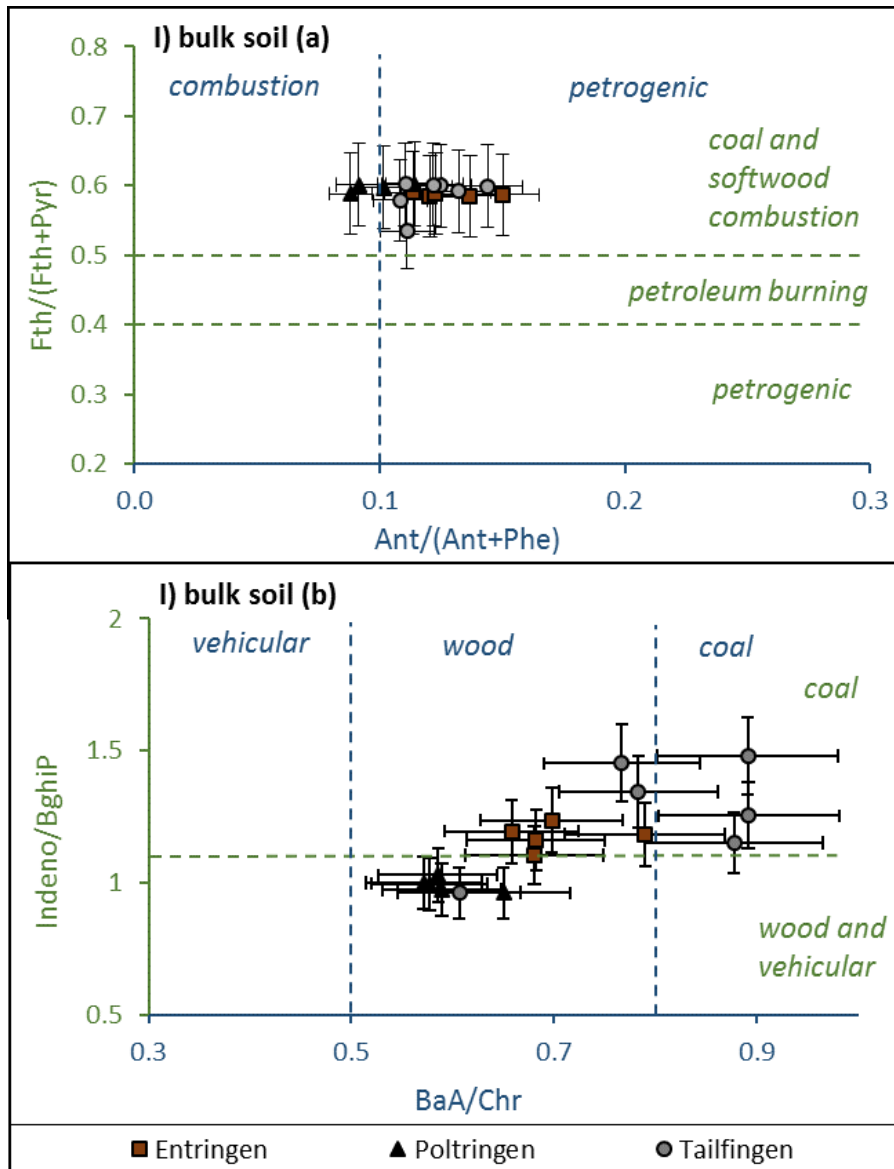 I) bulk soil (a)
combustion
petrogenic
coal and
softwood
combustion
petroleum burning
petrogenic
Fth/(Fth+Pyr)
0.8
0.7
0.6
0.5
0.4
0.3
0.2
0.0
0.1
0.2
0.3
Ant/(Ant+Phe)
I) bulk soil (b)
vehicular
wood
coal
coal
wood and
vehicular
Indeno/BghiP
2
1.5
1
0.5
0.3
0.5
0.7
0.9
BaA/Chr
Entringen
Poltringen
Tailfingen